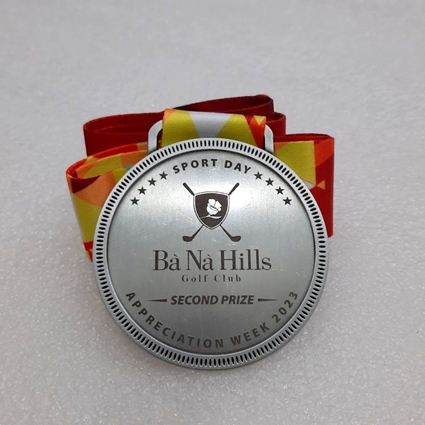 SPORT DAY
Bà Nà Hills
Golf Club
SECOND PRIZE
APPRECIATION WEEK 2023